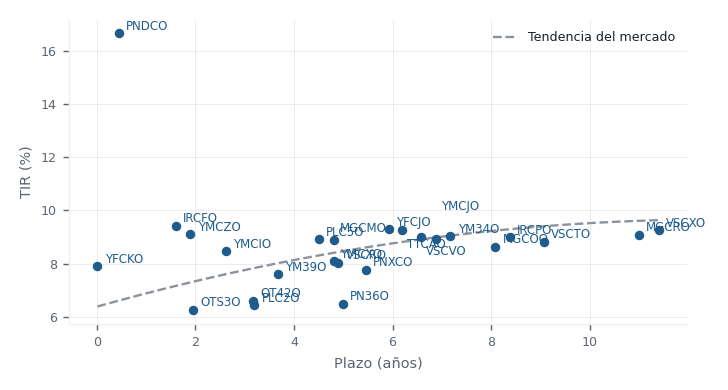 PNDCO
Tendencia del mercado
16
14
12
10
8
6
TIR (%)
YMCJO
IRCFO
YMCZO
PLC5O
MGCMO
YFCJO
YM34O
IRCPO
VSCTO
MGCRO
VSCXO
YMCIO
TTCAO
MGCOO
VSCVO
YFCKO
YM39O
YMCXO
VSCRO
PNXCO
OTS3O
OT42O
PLC2O
PN36O
0
2
4
6
8
10
Plazo (años)